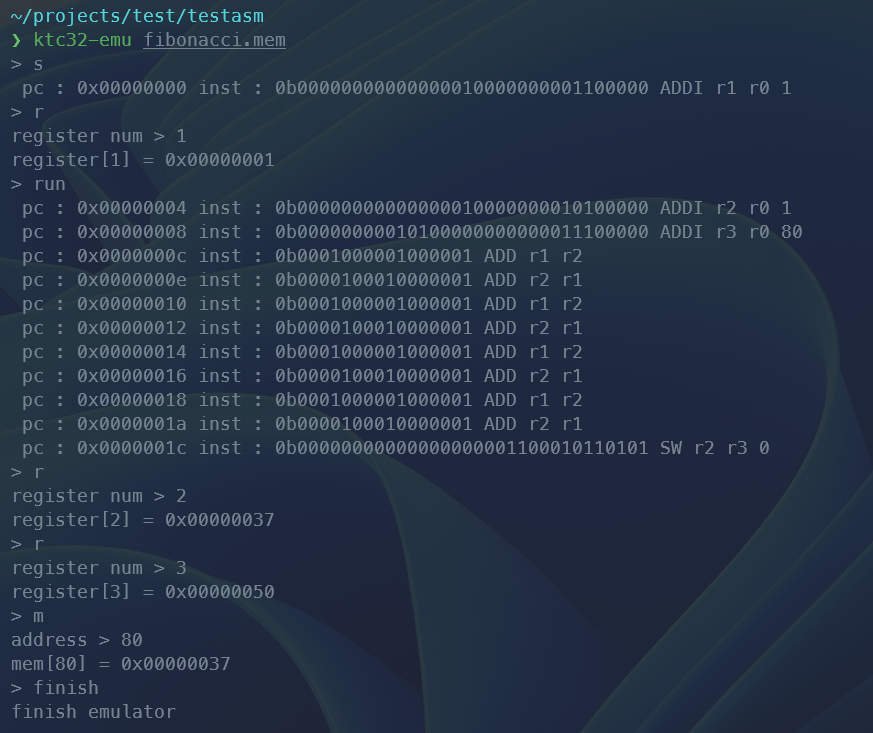 ~/projects/test/testasm
❯ ktc32-emu fibonacci.mem
> s
pc : 0x00000000 inst : 0b00000000000000010000000001100000 ADDI r1 r0 1
> r
register num > 1
register[1] = 0x00000001
> run
pc : 0x00000004 inst : 0b00000000000000010000000010100000 ADDI r2 r0 1
pc : 0x00000008 inst : 0b00000000010100000000000011100000 ADDI r3 r0 80
pc : 0x0000000c inst : 0b0001000001000001 ADD r1 r2
pc : 0x0000000e inst : 0b0000100010000001 ADD r2 r1
pc : 0x00000010 inst : 0b0001000001000001 ADD r1 r2
pc : 0x00000012 inst : 0b0000100010000001 ADD r2 r1
pc : 0x00000014 inst : 0b0001000001000001 ADD r1 r2
pc : 0x00000016 inst : 0b0000100010000001 ADD r2 r1
pc : 0x00000018 inst : 0b0001000001000001 ADD r1 r2
pc : 0x0000001a inst : 0b0000100010000001 ADD r2 r1
pc : 0x0000001c inst : 0b00000000000000000001100010110101 SW r2 r3 0
> r
register num > 2
register[2] = 0x00000037
> r
register num > 3
register[3] = 0x00000050
> m
address > 80
mem[80] = 0x00000037
> finish
finish emulator